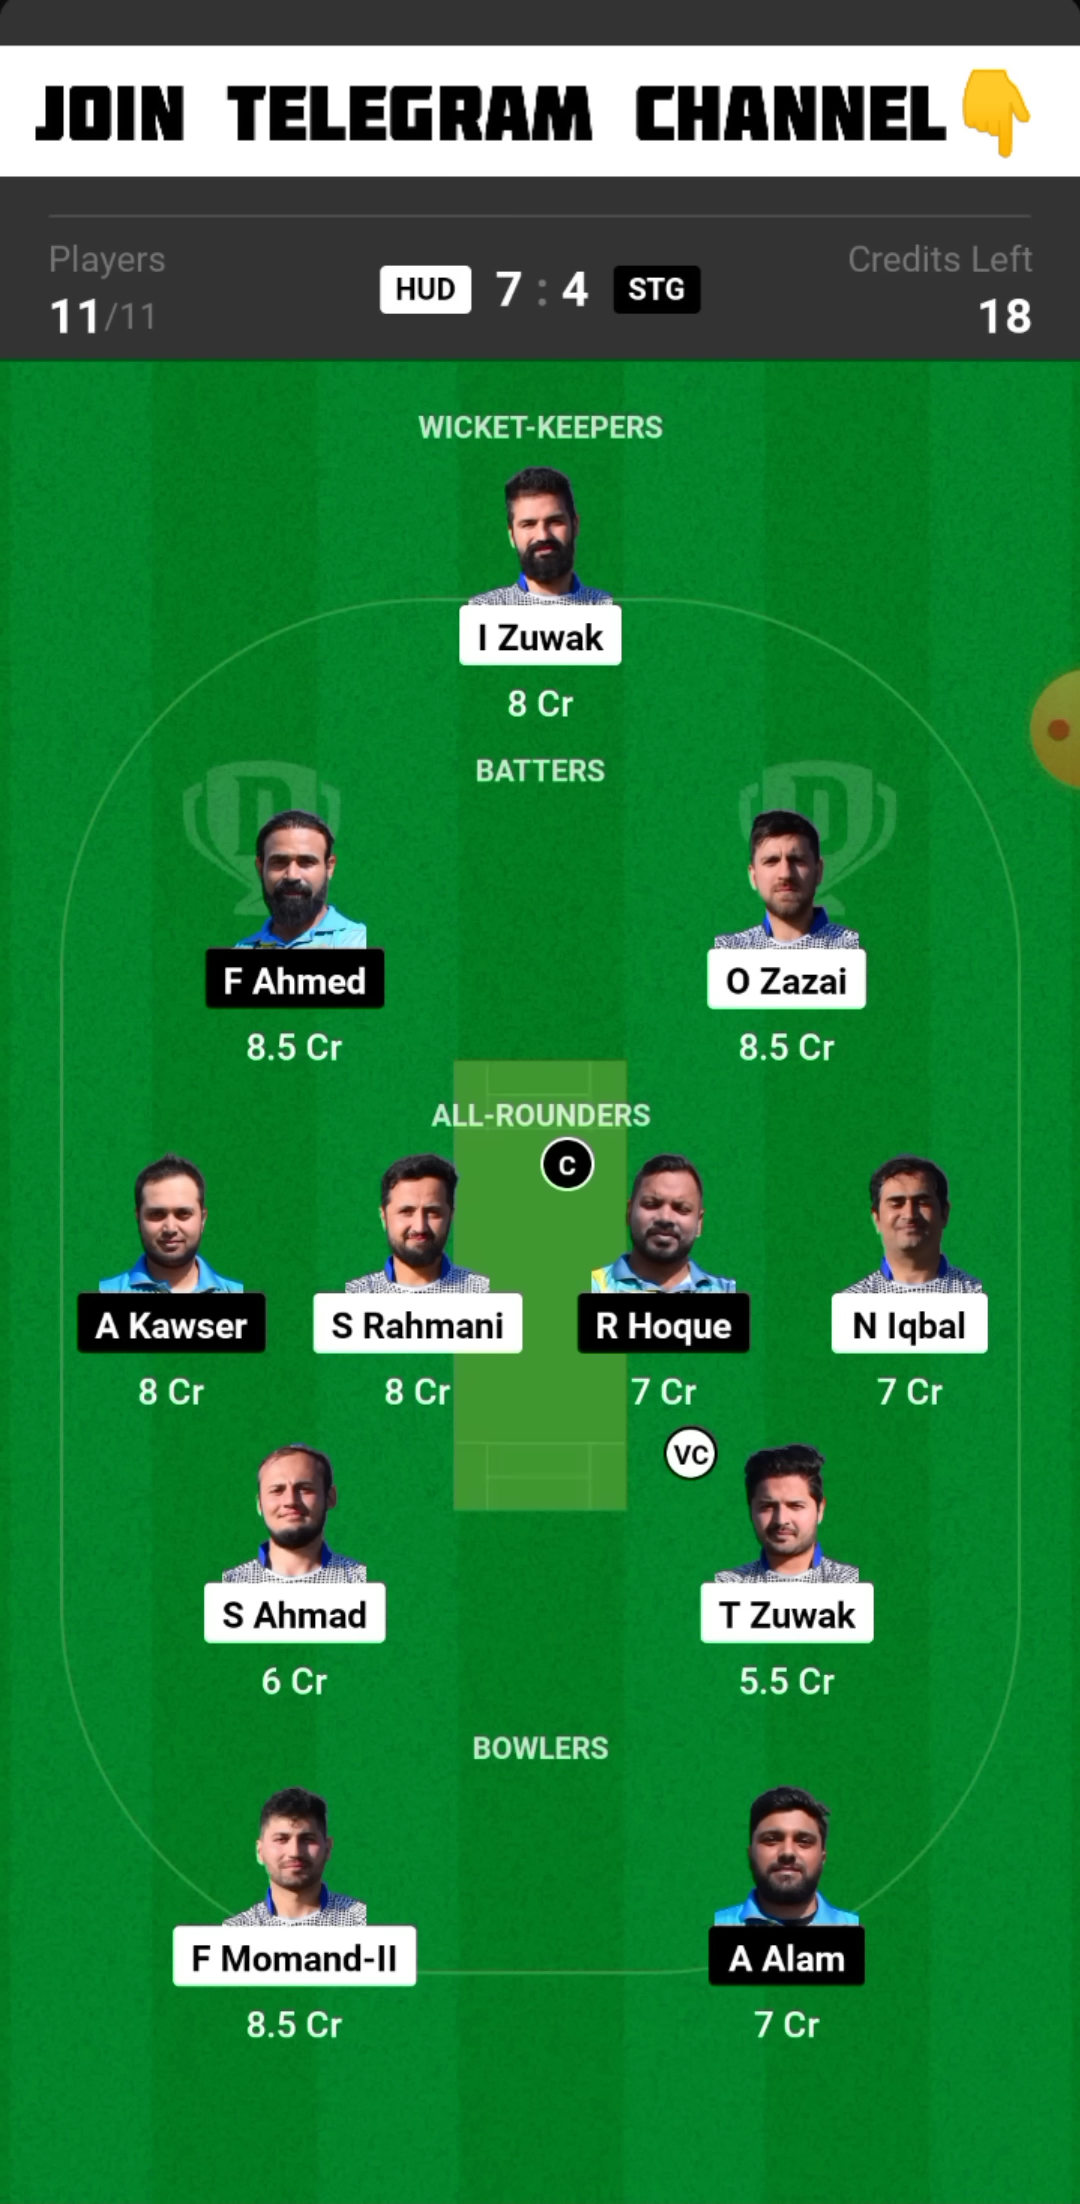 JOIN TELEGRAM CHANNEL👇
Players
Credits Left
HUD 7 : 4 STG
11/11
18
WICKET-KEEPERS
I Zuwak
8 Cr
BATTERS
F Ahmed
O Zazai
8.5 Cr
8.5 Cr
ALL-ROUNDERS
C
A Kawser
S Rahmani
R Hoque
N Iqbal
8 Cr
8 Cr
7 Cr
7 Cr
VC
S Ahmad
T Zuwak
6 Cr
5.5 Cr
BOWLERS
F Momand-II
A Alam
8.5 Cr
7 Cr